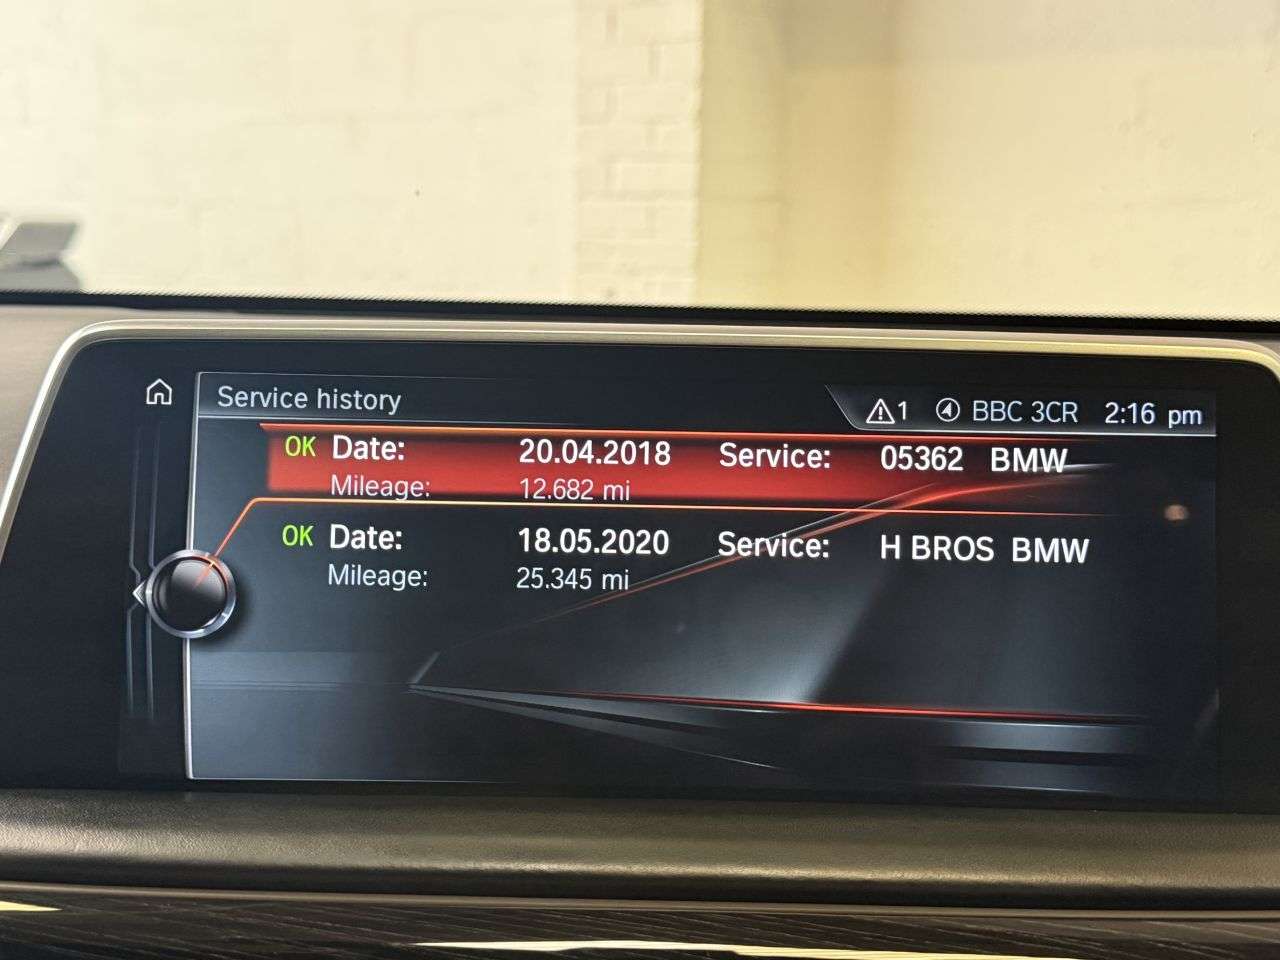 Service history
1 BBC 3CR 2:16 pm
OK Date: 20.04.2018 Service: 05362 BMW
Mileage: 12.682 mi
OK Date: 18.05.2020 Service: H BROS BMW
Mileage: 25.345 mi